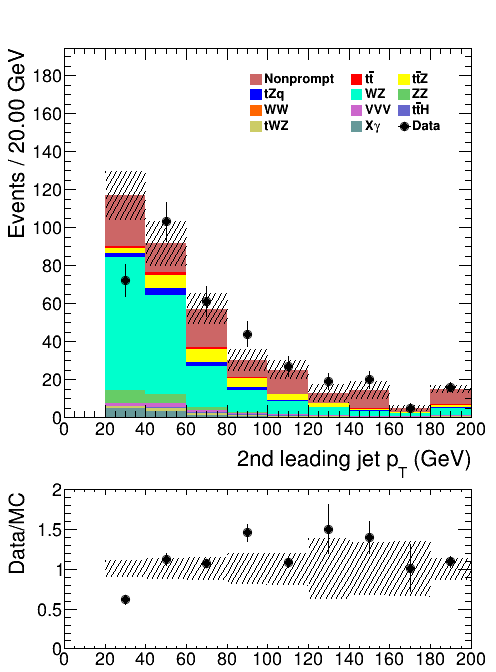 Events / 20.00 GeV
180
160
140
120
100
80
60
40
20
0
Nonprompt tt̄ tt̄Z
tZq WZ ZZ
WW VVV tt̄H
tWZ Xγ Data
0 20 40 60 80 100 120 140 160 180 200
2nd leading jet p_T (GeV)
Data/MC
2
1.5
1
0.5
0
0 20 40 60 80 100 120 140 160 180 200